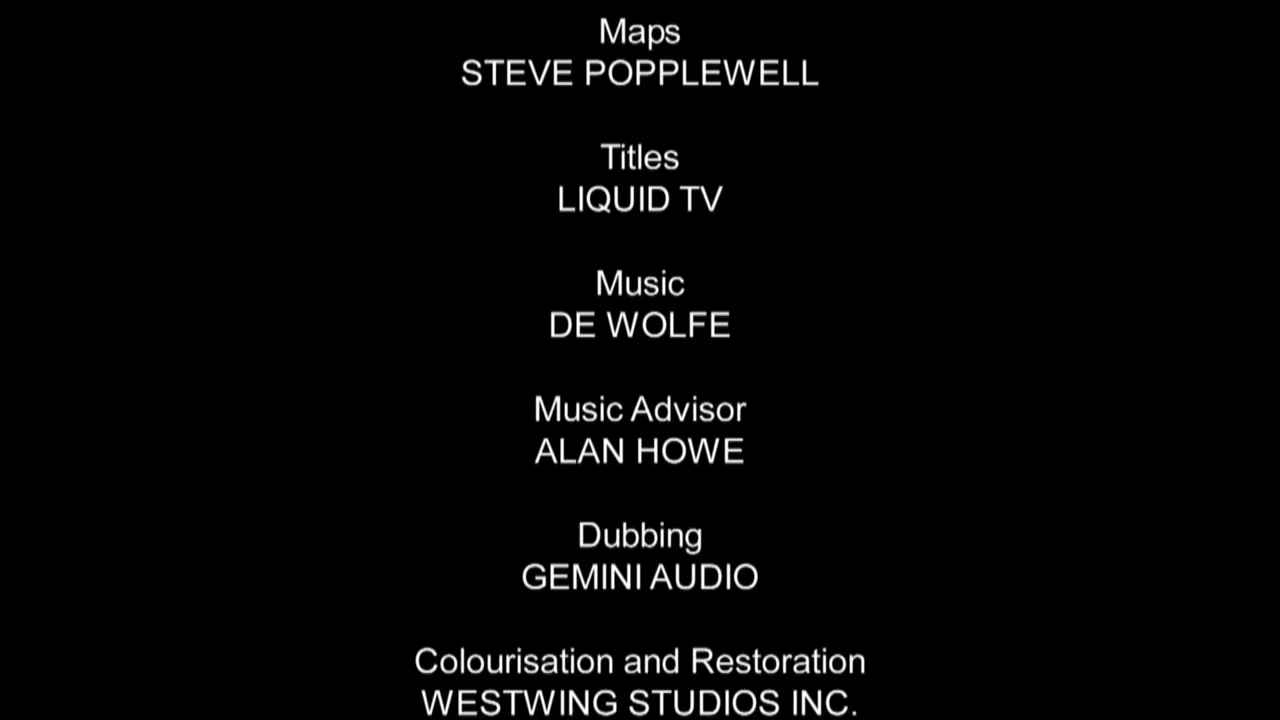 Maps
STEVE POPPLEWELL
Titles
LIQUID TV
Music
DE WOLFE
Music Advisor
ALAN HOWE
Dubbing
GEMINI AUDIO
Colourisation and Restoration
WESTWING STUDIOS INC.